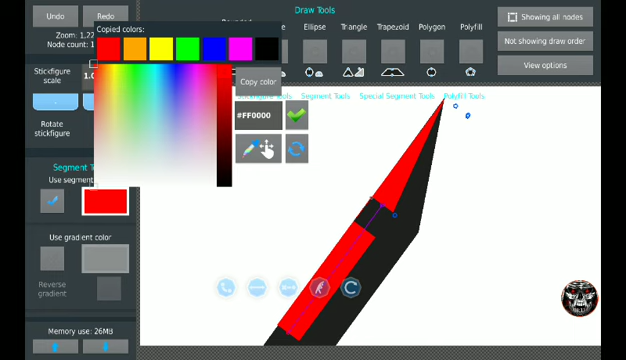 Draw Tools
Undo
Redo
Copied colors:
Ellipse
Triangle
Trapezoid
Polygon
Polyfill
Showing all nodes
Not showing draw order
View options
Zoom: 1,22
Node count: 1
Stickfigure
scale
1.0
Copy color
#FF0000
Segment Tools
Special Segment Tools
Polyfill Tools
Rotate
stickfigure
Use gradient color
Reverse
gradient
Memory use: 26MB